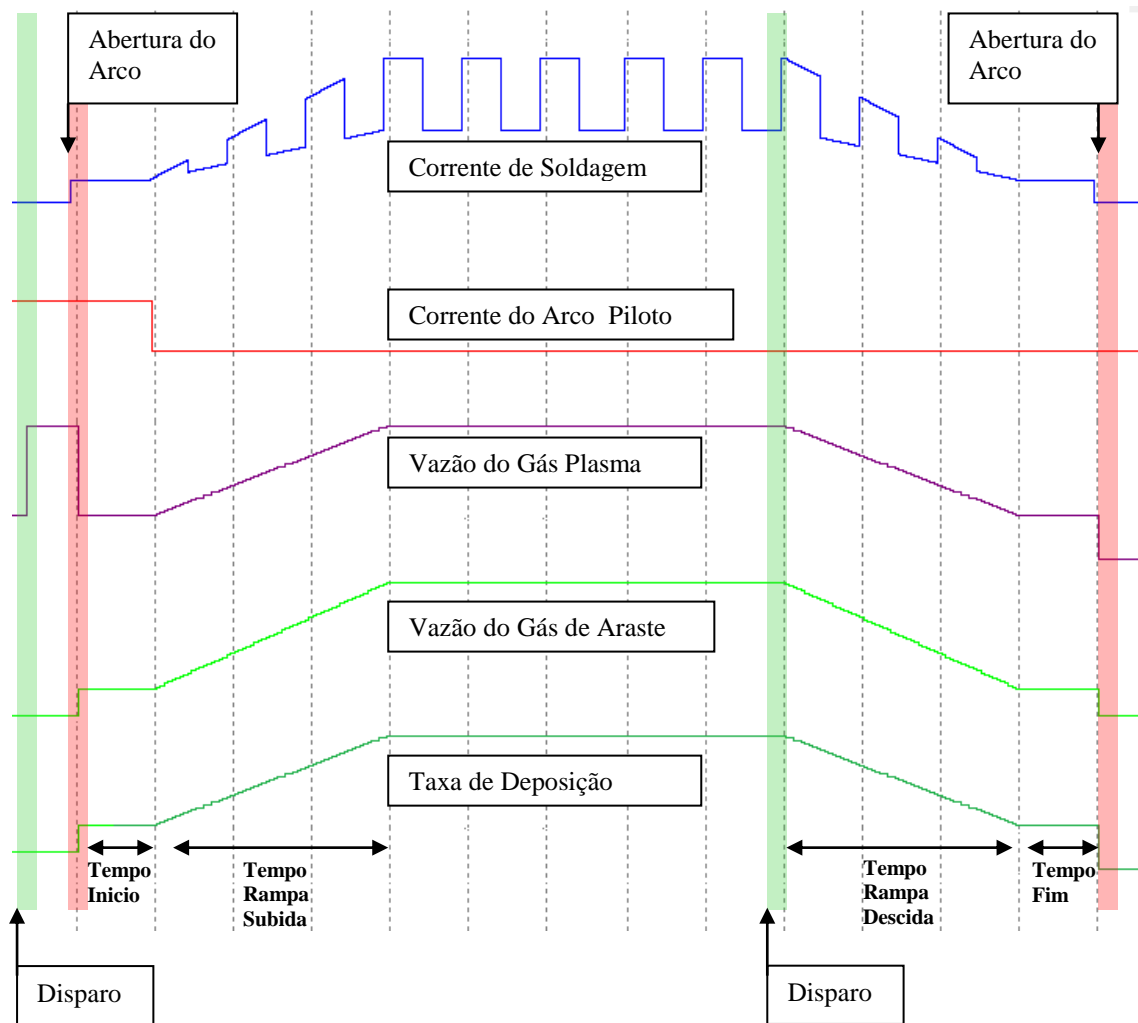 Abertura do
Arco
Abertura do
Arco
Corrente de Soldagem
Corrente do Arco Piloto
Vazão do Gás Plasma
Vazão do Gás de Araste
Taxa de Deposição
Tempo
Inicio
Tempo
Rampa
Subida
Tempo
Rampa
Descida
Tempo
Fim
Disparo
Disparo